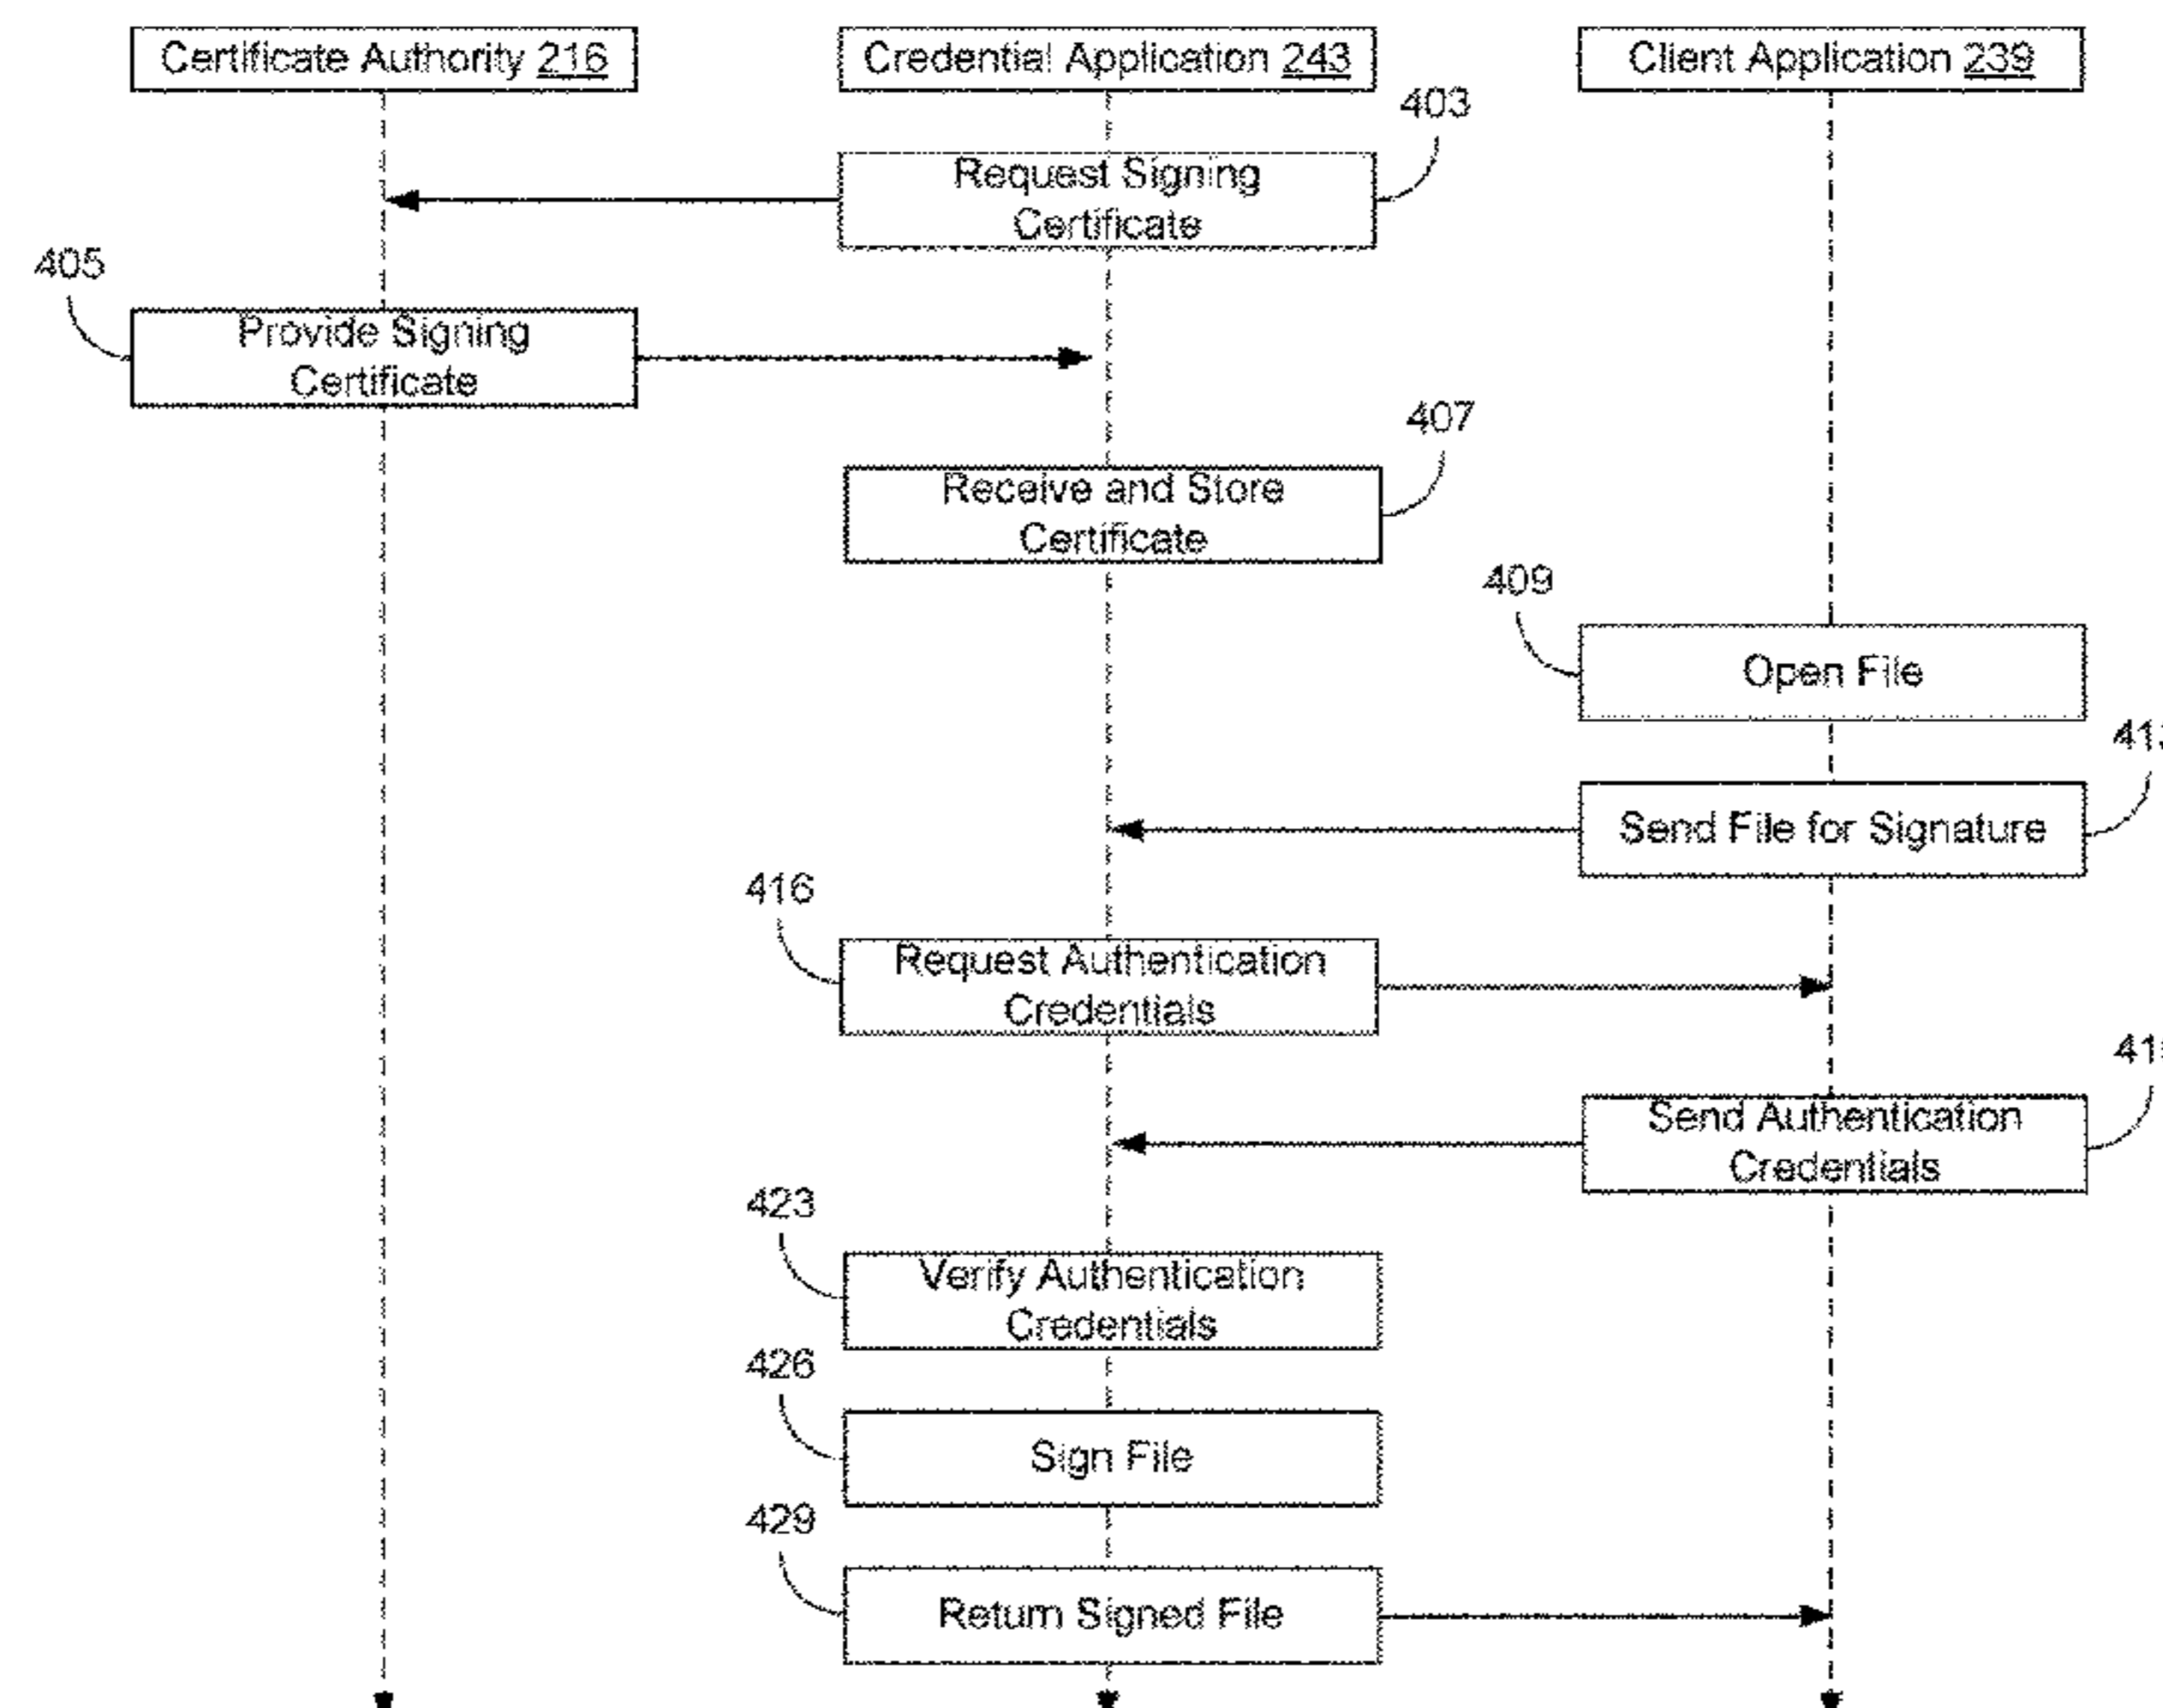 Certificate Authority 216
Credential Application 243
Client Application 239
403
Request Signing
Certificate
405
Provide Signing
Certificate
407
Receive and Store
Certificate
409
Open File
Send File for Signature
416
Request Authentication
Credentials
Send Authentication
Credentials
423
Verify Authentication
Credentials
426
Sign File
429
Return Signed File